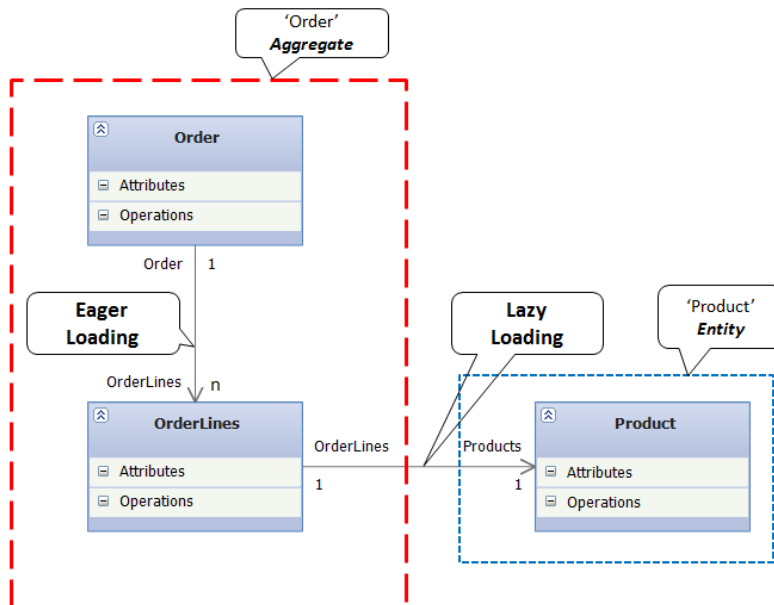 ‘Order’
Aggregate
Order
Attributes
Operations
Order 1
Eager
Loading
OrderLines n
OrderLines
Attributes
Operations
OrderLines
1
Lazy
Loading
Products
1
‘Product’
Entity
Product
Attributes
Operations